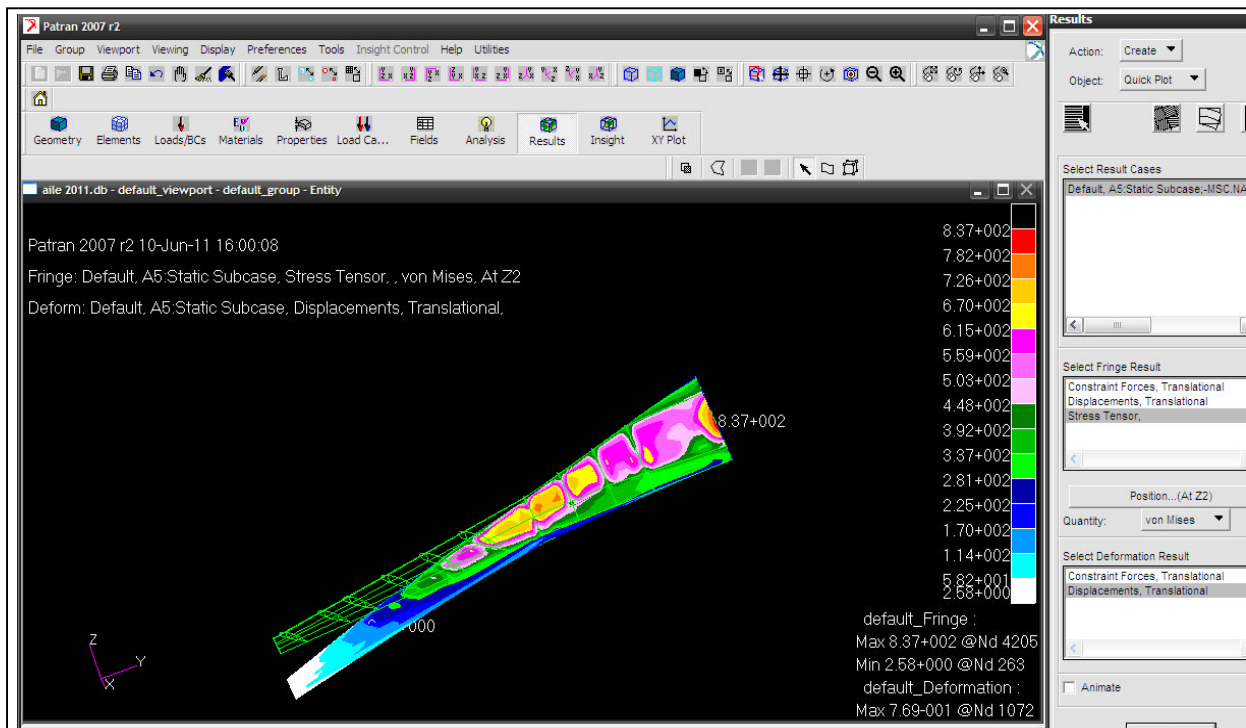 Patran 2007 r2
File Group Viewport Viewing Display Preferences Tools Insight Control Help Utilities
Geometry Elements Loads/BCs Materials Properties Load Ca... Fields Analysis Results Insight XY Plot
aile 2011.db - default_viewport - default_group - Entity
Patran 2007 r2 10-Jun-11 16:00:08
Fringe: Default, A5:Static Subcase, Stress Tensor, , von Mises, At Z2
Deform: Default, A5:Static Subcase, Displacements, Translational,
8.37+002
7.82+002
7.26+002
6.70+002
6.15+002
5.59+002
5.03+002
4.48+002
3.92+002
3.37+002
2.81+002
2.25+002
1.70+002
1.14+002
5.82+001
2.58+000
8.37+002
000
Z
Y
X
default_Fringe :
Max 8.37+002 @Nd 4205
Min 2.58+000 @Nd 263
default_Deformation :
Max 7.69-001 @Nd 1072
Results
Action: Create
Object: Quick Plot
Select Result Cases
Default, A5:Static Subcase;-MSC.NA
Select Fringe Result
Constraint Forces, Translational
Displacements, Translational
Stress Tensor,
Position...(At Z2)
Quantity: von Mises
Select Deformation Result
Constraint Forces, Translational
Displacements, Translational
Animate